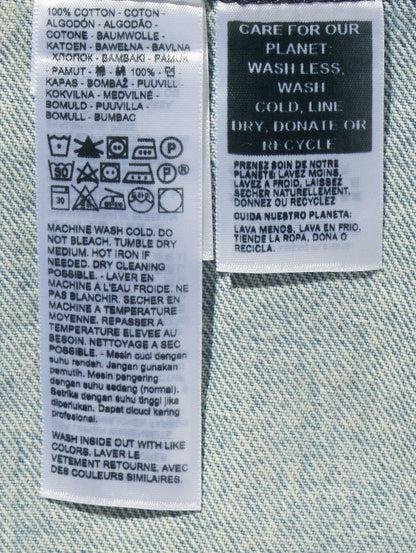 100% COTTON - COTON -
ALGODÓN - ALGODÃO -
COTONE - BAUMWOLLE -
KATOEN - BAWEŁNA - BAVLNA
ХЛОПОК - BAMBAKI - PAMUK
- PAMUT - 棉 - 綿 100% - 면
KAPAS - BOMBAŽ - PUUVILL -
KOKVILNA - MEDVILNĖ -
BOMULD - PUUVILLA -
BOMULL - BUMBAC
MACHINE WASH COLD. DO
NOT BLEACH. TUMBLE DRY
MEDIUM. HOT IRON IF
NEEDED. DRY CLEANING
POSSIBLE. - LAVER EN
MACHINE A L'EAU FROIDE. NE
PAS BLANCHIR. SECHER EN
MACHINE A TEMPERATURE
MOYENNE. REPASSER A
TEMPERATURE ELEVEE AU
BESOIN. NETTOYAGE A SEC
POSSIBLE. - Mesin cuci dengan
suhu rendah. Jangan gunakan
pemutih. Mesin pengering
dengan suhu sedang (normal).
Setrika dengan suhu tinggi jika
diperlukan. Dapat dicuci kering
profesional.
WASH INSIDE OUT WITH LIKE
COLORS. LAVER LE
VETEMENT RETOURNE, AVEC
DES COULEURS SIMILAIRES.
CARE FOR OUR
PLANET:
WASH LESS,
WASH
COLD, LINE
DRY, DONATE OR
RECYCLE
PRENEZ SOIN DE NOTRE
PLANETE: LAVEZ MOINS,
LAVEZ A FROID, LAISSEZ
SECHER NATURELLEMENT,
DONNEZ OU RECYCLEZ
CUIDA NUESTRO PLANETA:
LAVA MENOS, LAVA EN FRIO,
TIENDE LA ROPA, DONA O
RECICLA.